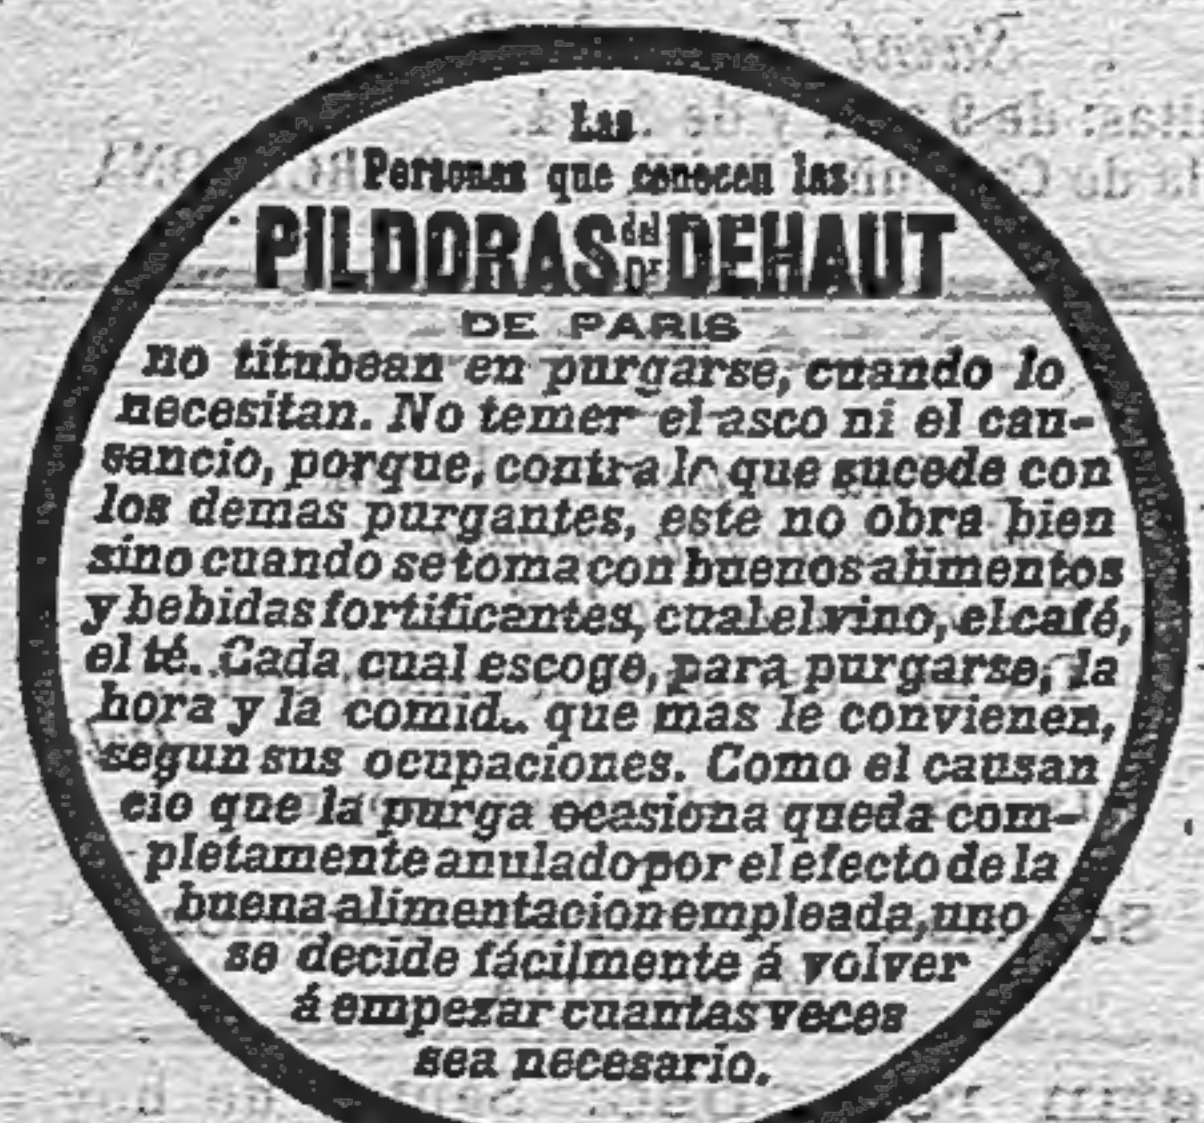 Las
Personas que conocen las
PILDORAS del DE DEHAUT
DE PARIS
no titubean en purgarse, cuando lo
necesitan. No temen el asco ni el can-
sancio, porque, contra lo que sucede con
los demas purgantes, este no obra bien
sino cuando se toma con buenos alimentos
y bebidas fortificantes, cual el vino, el café,
el té. Cada cual escoge, para purgarse, la
hora y la comid. que mas le convienen,
segun sus ocupaciones. Como el causan
cio que la purga ocasiona queda com-
pletamente anulado por el efecto de la
buena alimentacion empleada, uno
se decide fácilmente á volver
á empezar cuantas veces
sea necesario.